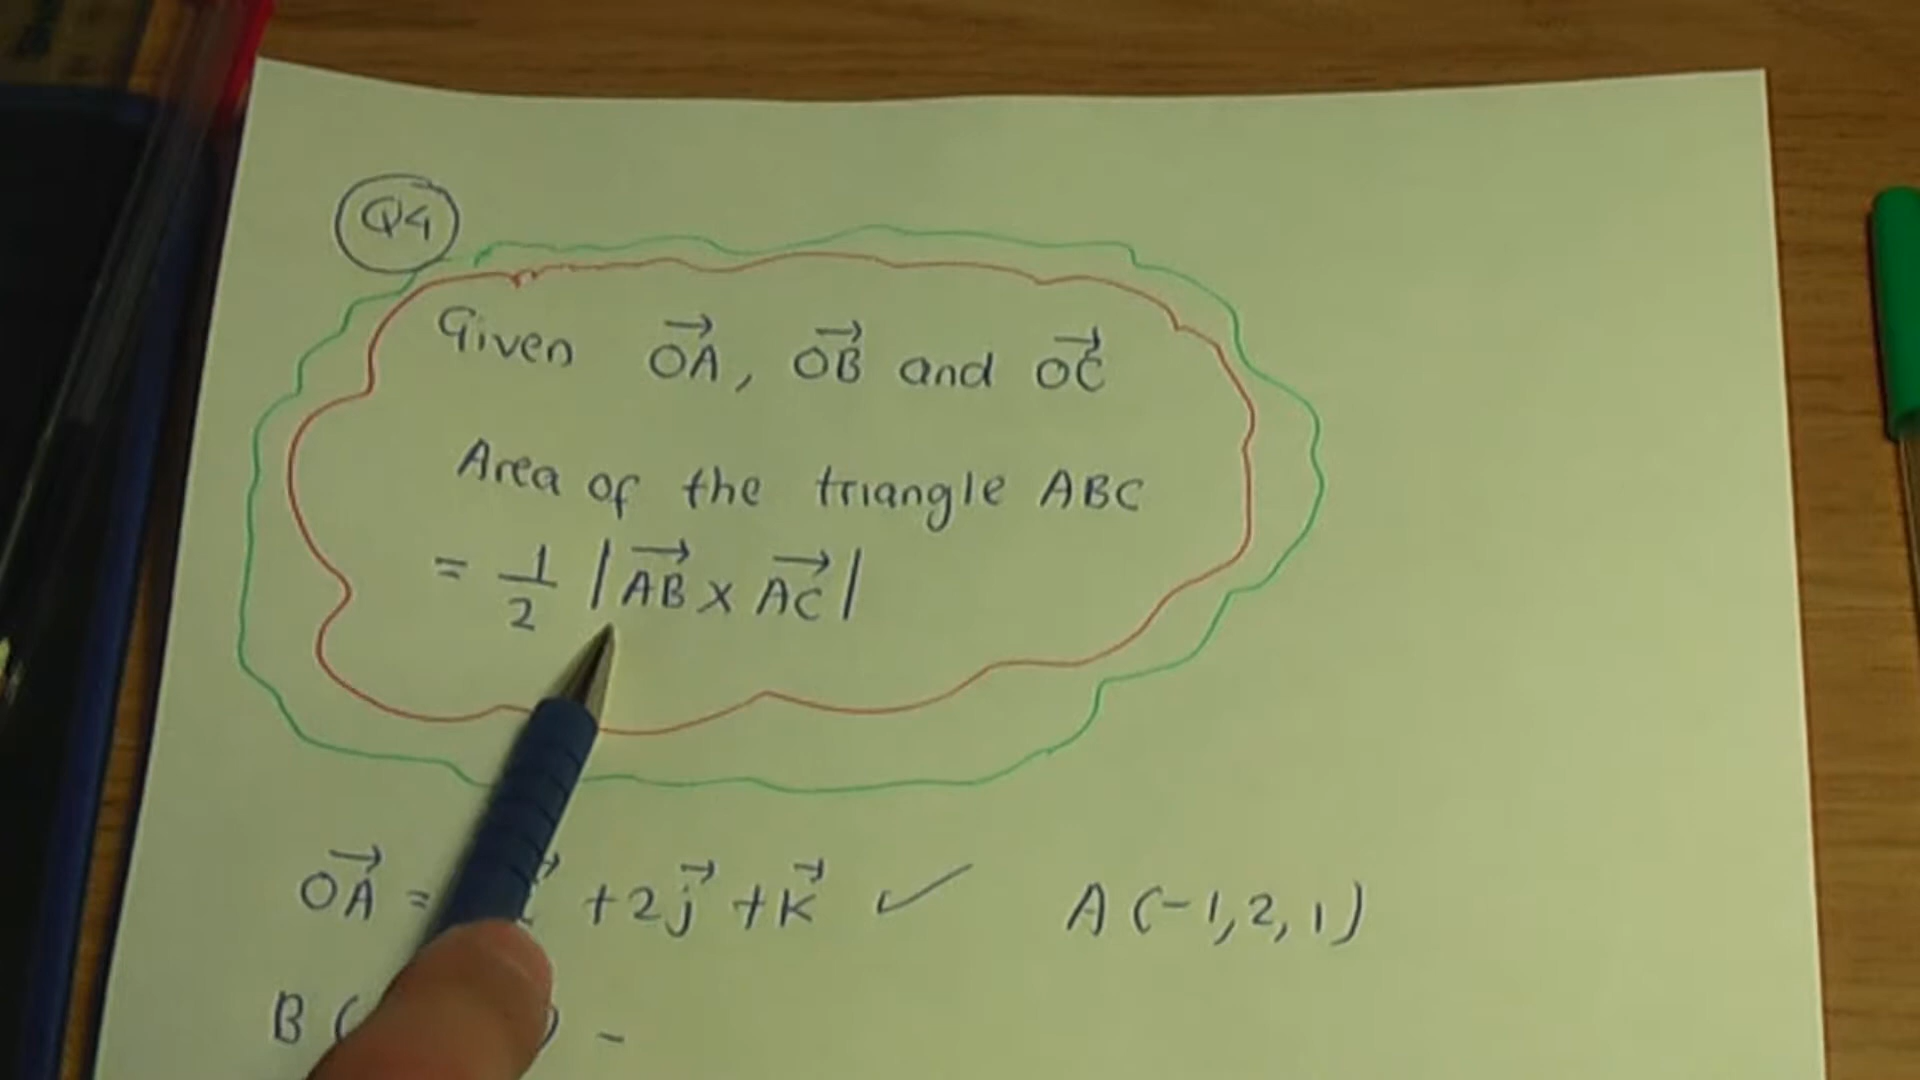 Q4
Given →OA, →OB and →OC
Area of the triangle ABC
= 1/2 |→AB x →AC|
→OA = +2→j +→k ✓ A(-1,2,1)
B ( ) -